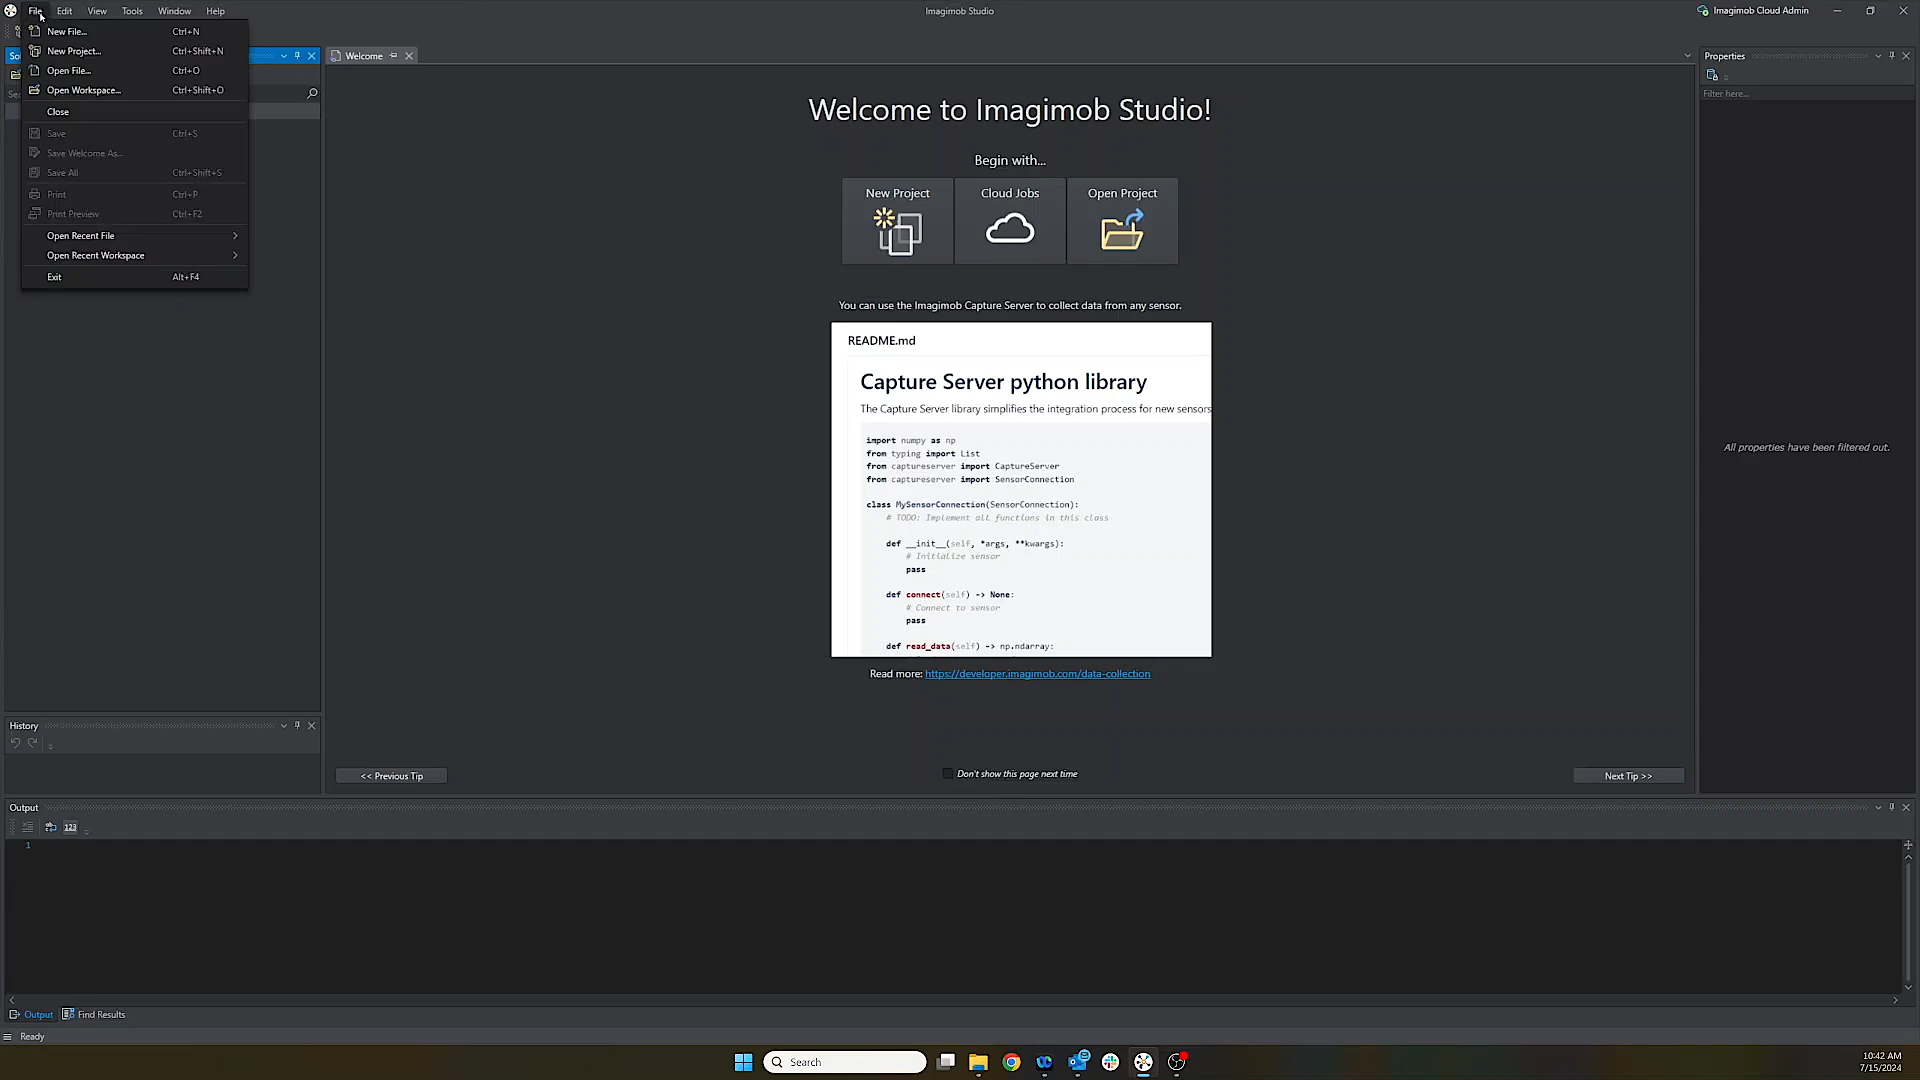 File Edit View Tools Window Help
Imagimob Studio
Imagimob Cloud Admin
New File... Ctrl+N
New Project... Ctrl+Shift+N
Open File... Ctrl+O
Open Workspace... Ctrl+Shift+O
Close
Save Ctrl+S
Save Welcome As...
Save All Ctrl+Shift+S
Print Ctrl+P
Print Preview Ctrl+F2
Open Recent File
Open Recent Workspace
Exit Alt+F4
Welcome
Welcome to Imagimob Studio!
Begin with...
New Project
Cloud Jobs
Open Project
You can use the Imagimob Capture Server to collect data from any sensor.
README.md
Capture Server python library
The Capture Server library simplifies the integration process for new sensors
import numpy as np
from typing import List
from captureserver import CaptureServer
from captureserver import SensorConnection
class MySensorConnection(SensorConnection):
# TODO: Implement all functions in this class
def __init__(self, *args, **kwargs):
# Initialize sensor
pass
def connect(self) -> None:
# Connect to sensor
pass
def read_data(self) -> np.ndarray:
Read more: https://developer.imagimob.com/data-collection
<< Previous Tip
Don't show this page next time
Next Tip >>
Properties
Filter here...
All properties have been filtered out.
History
Output
123
1
Output Find Results
Ready
Search
10:42 AM
7/15/2024